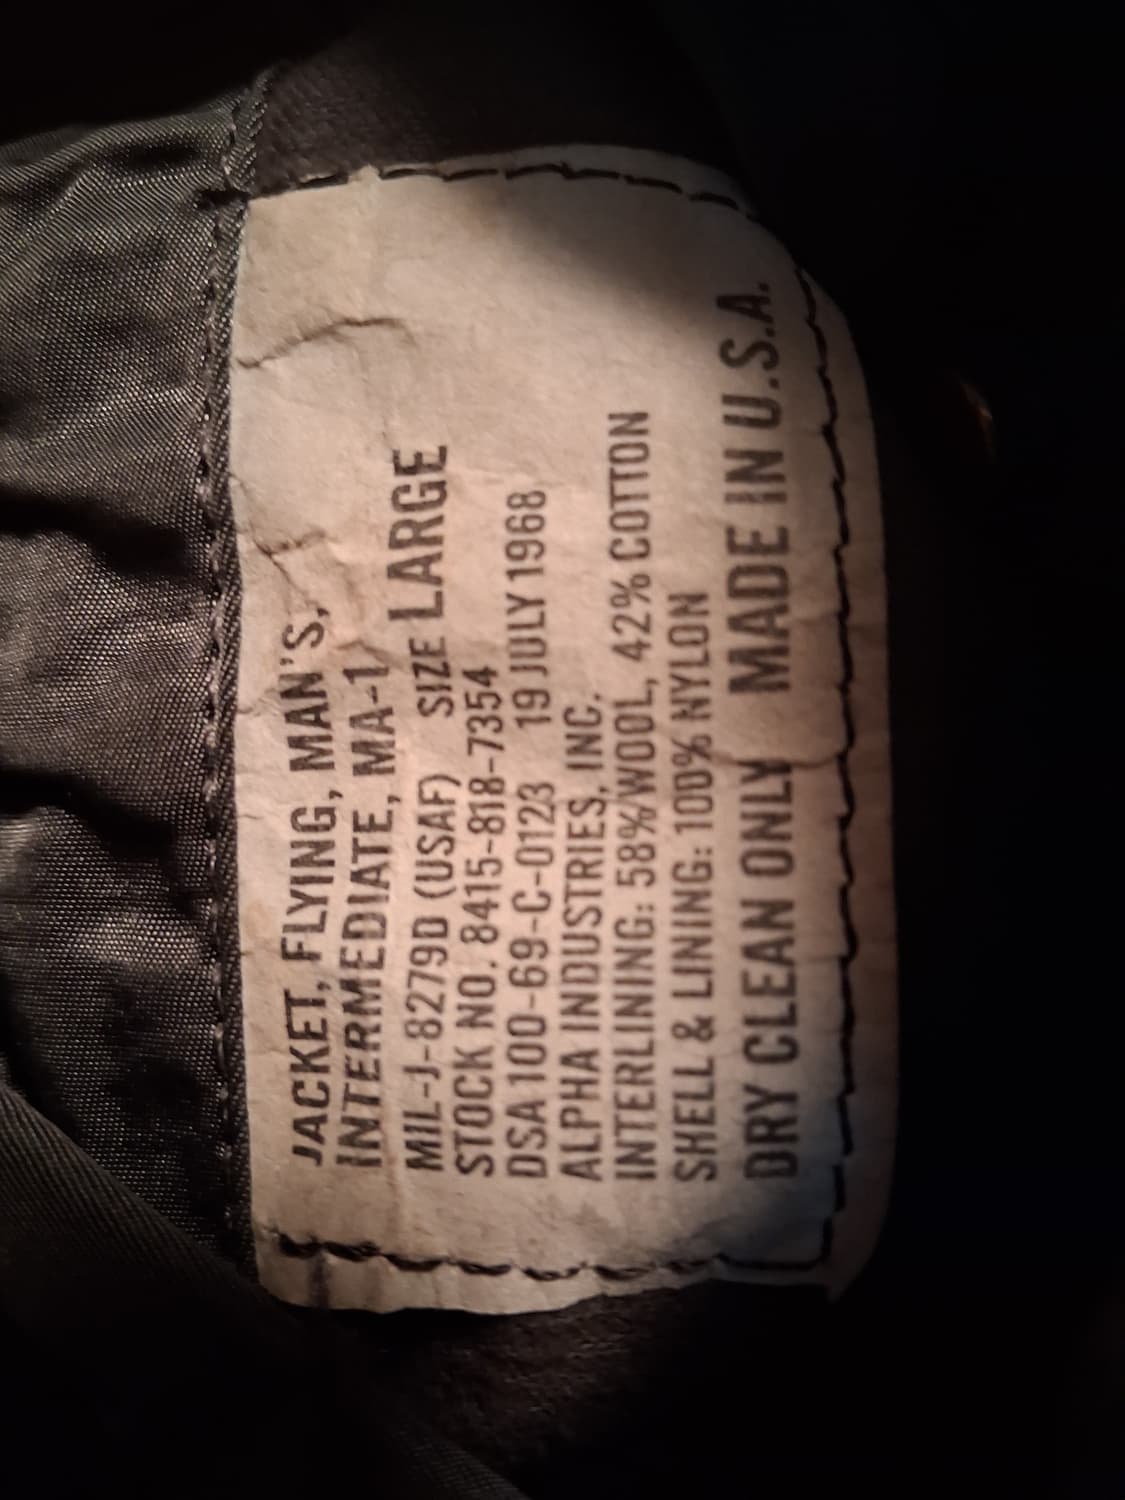 JACKET, FLYING, MAN'S,
INTERMEDIATE, MA-1
MIL-J-8279D (USAF) SIZE LARGE
STOCK NO. 8415-818-7354
DSA 100-69-C-0123 19 JULY 1968
ALPHA INDUSTRIES, INC.
INTERLINING: 58% WOOL, 42% COTTON
SHELL & LINING: 100% NYLON
DRY CLEAN ONLY MADE IN U.S.A.